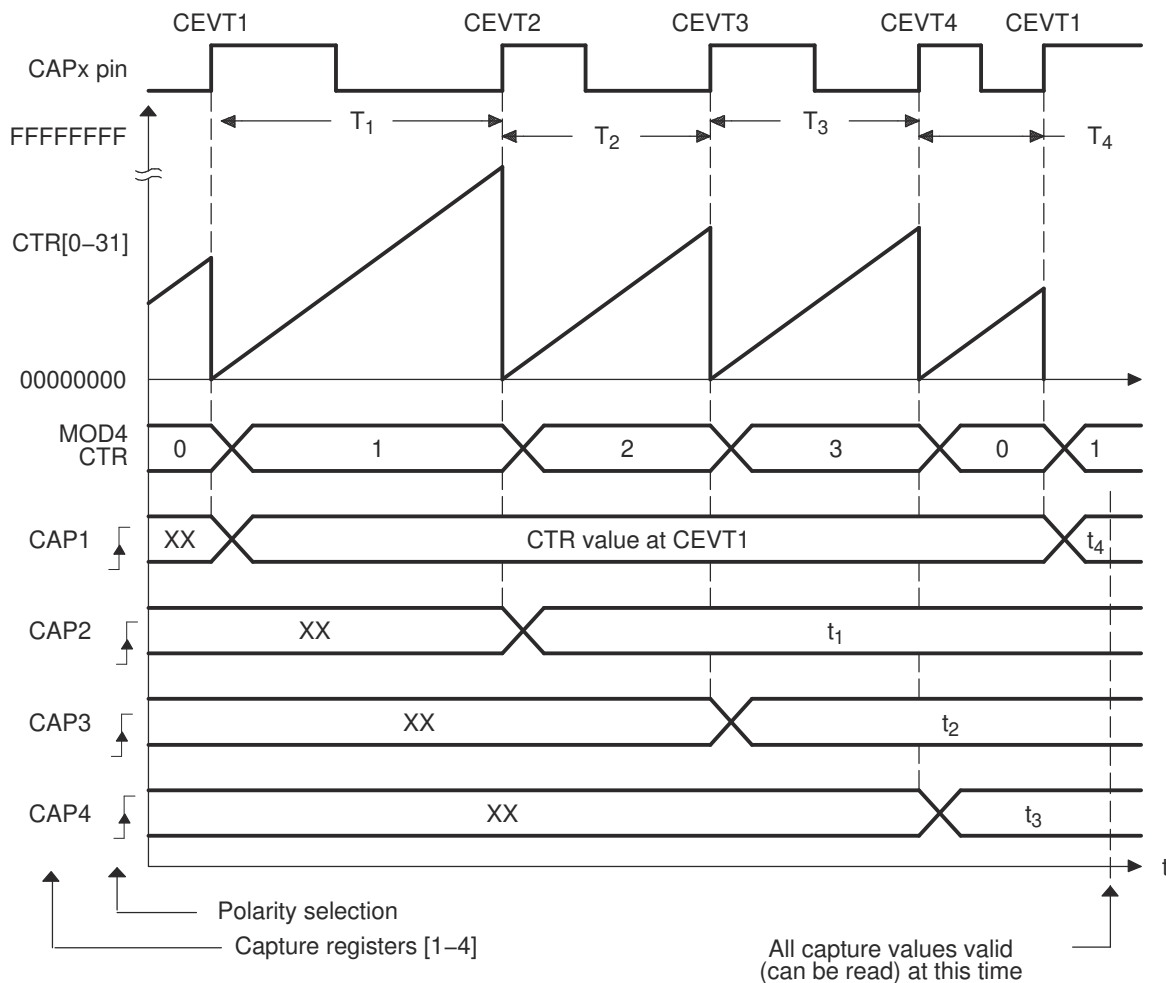 CEVT1 CEVT2 CEVT3 CEVT4 CEVT1
CAPx pin
T1
T2
T3
T4
FFFFFFFF
CTR[0−31]
00000000
MOD4
CTR
0 1 2 3 0 1
CAP1 XX CTR value at CEVT1 t4
CAP2 XX t1
CAP3 XX t2
CAP4 XX t3
t
Polarity selection
Capture registers [1−4]
All capture values valid
(can be read) at this time